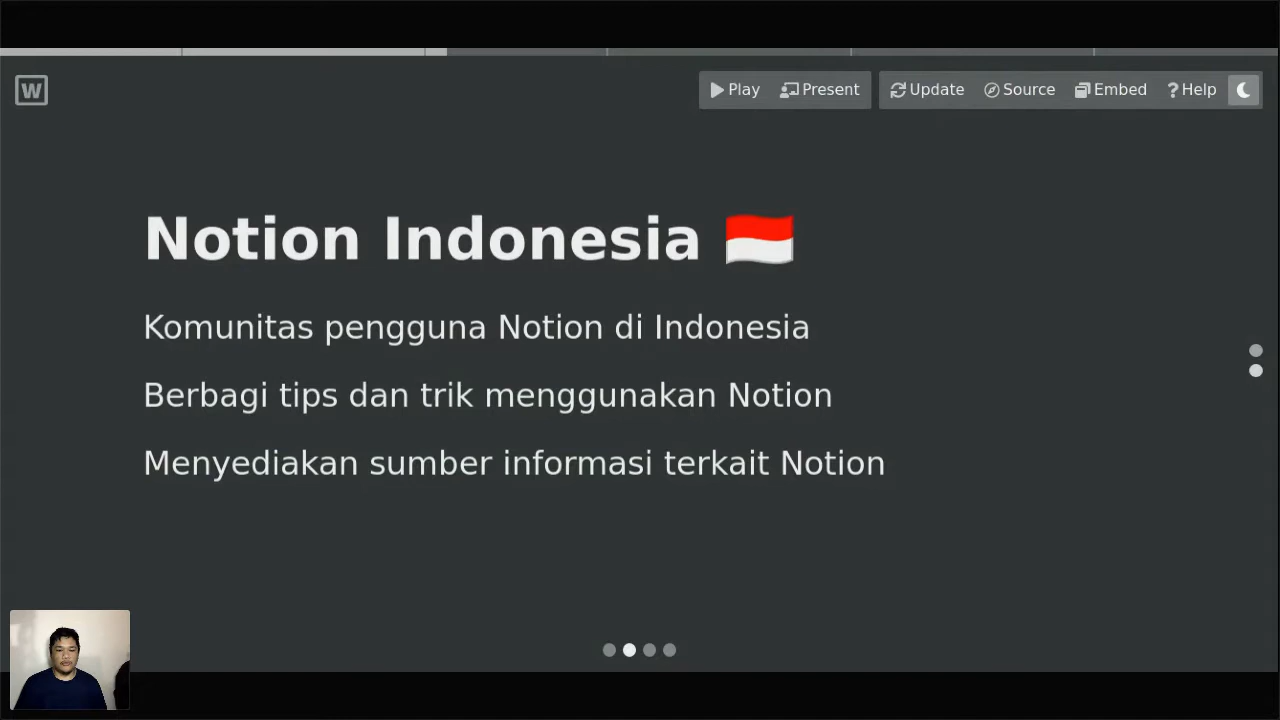 W
Play
Present
Update
Source
Embed
Help
Notion Indonesia 🇮🇩
Komunitas pengguna Notion di Indonesia
Berbagi tips dan trik menggunakan Notion
Menyediakan sumber informasi terkait Notion